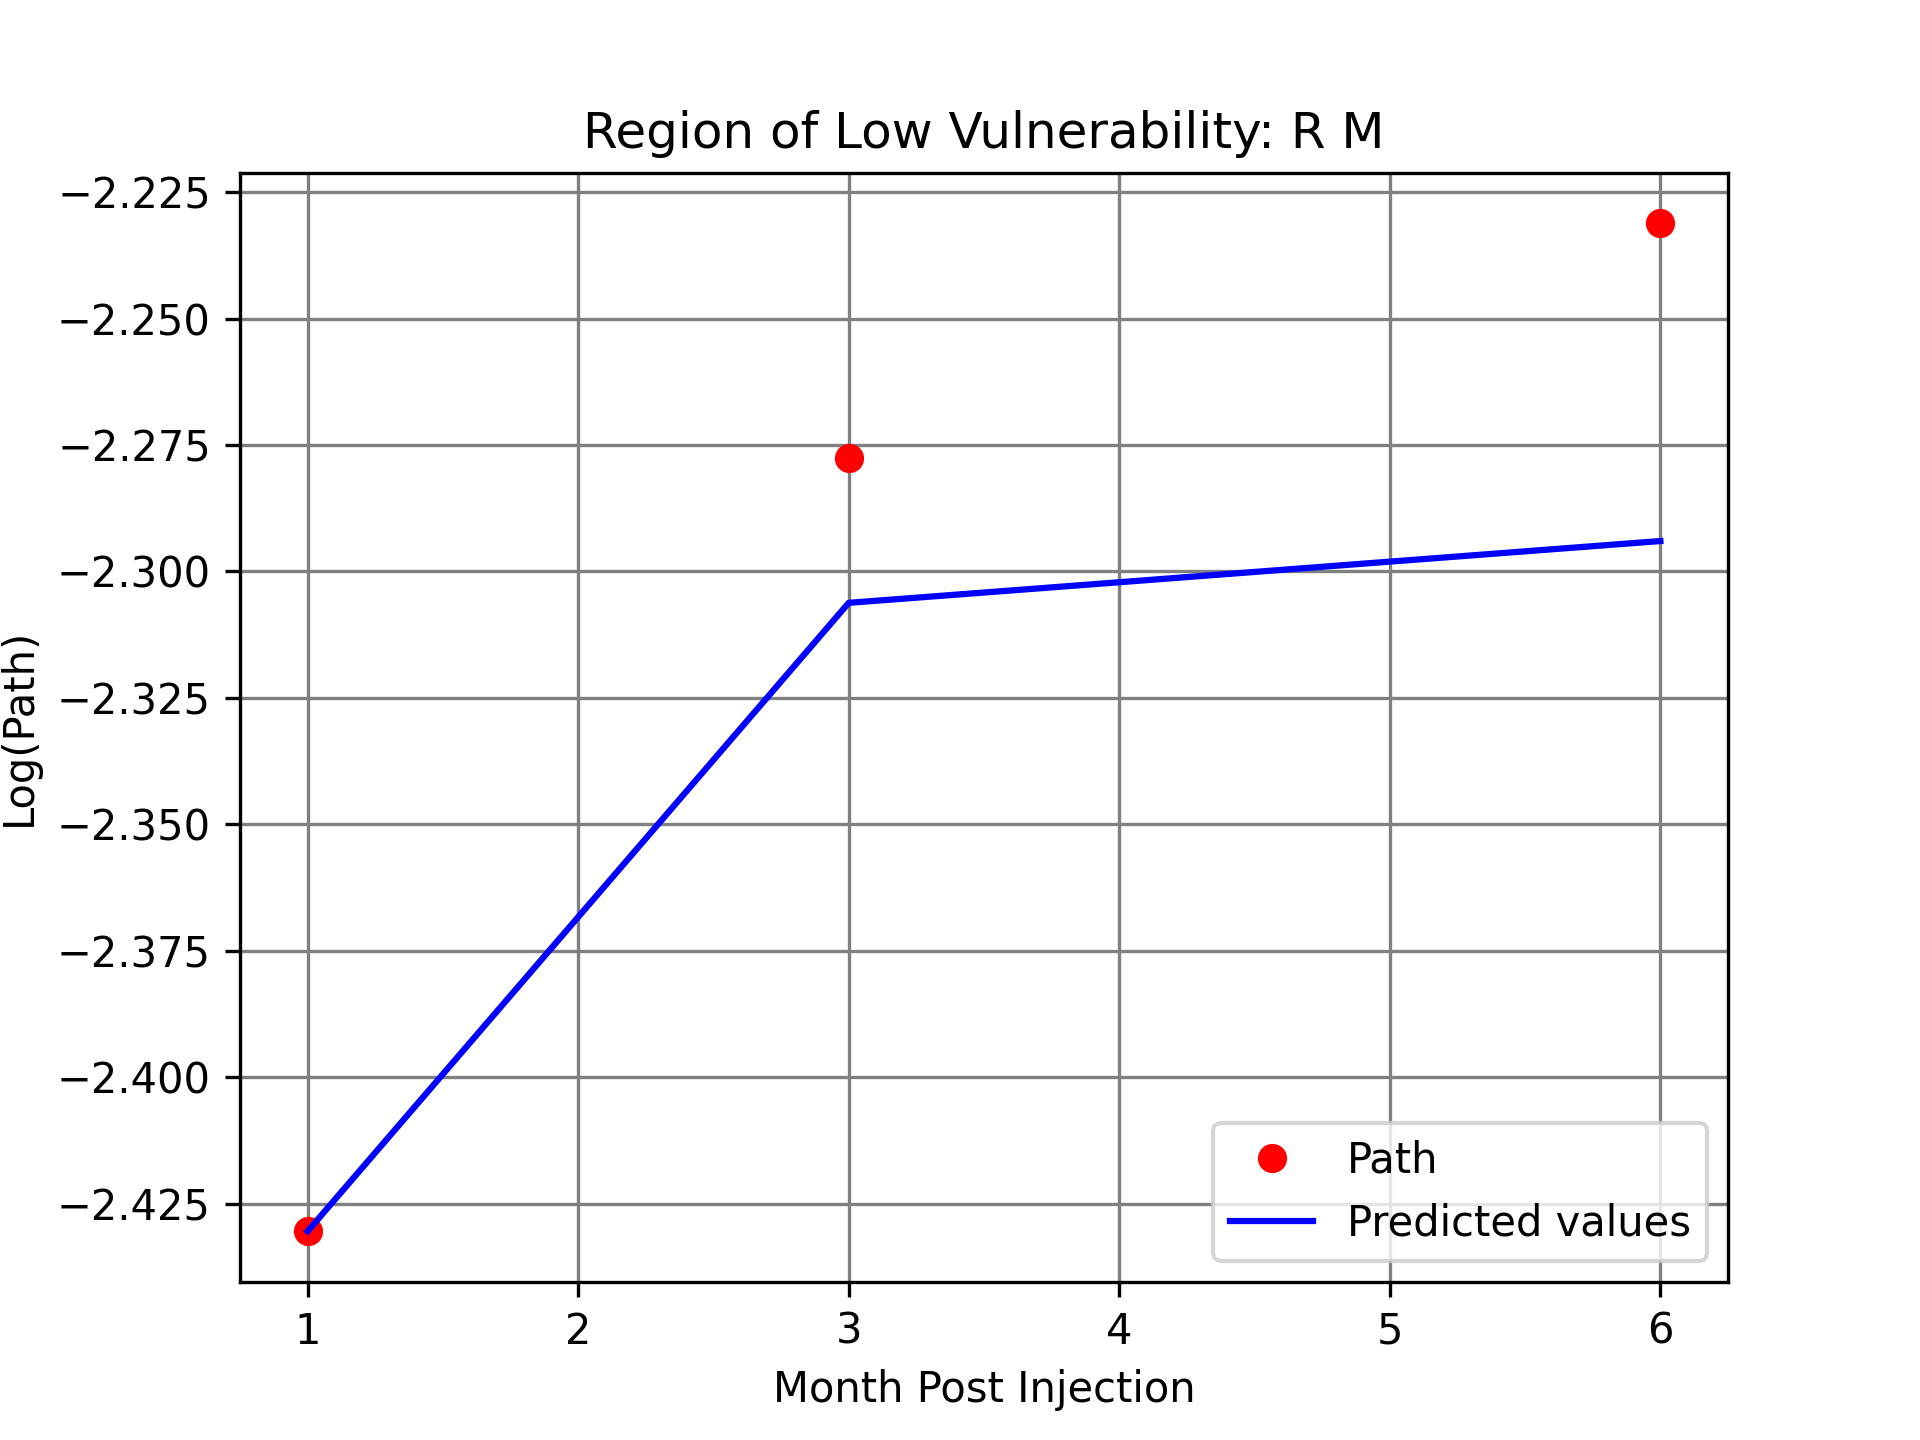 Region of Low Vulnerability: R M
−2.225
−2.250
−2.275
−2.300
−2.325
−2.350
−2.375
−2.400
−2.425
Log(Path)
Path
Predicted values
1 2 3 4 5 6
Month Post Injection